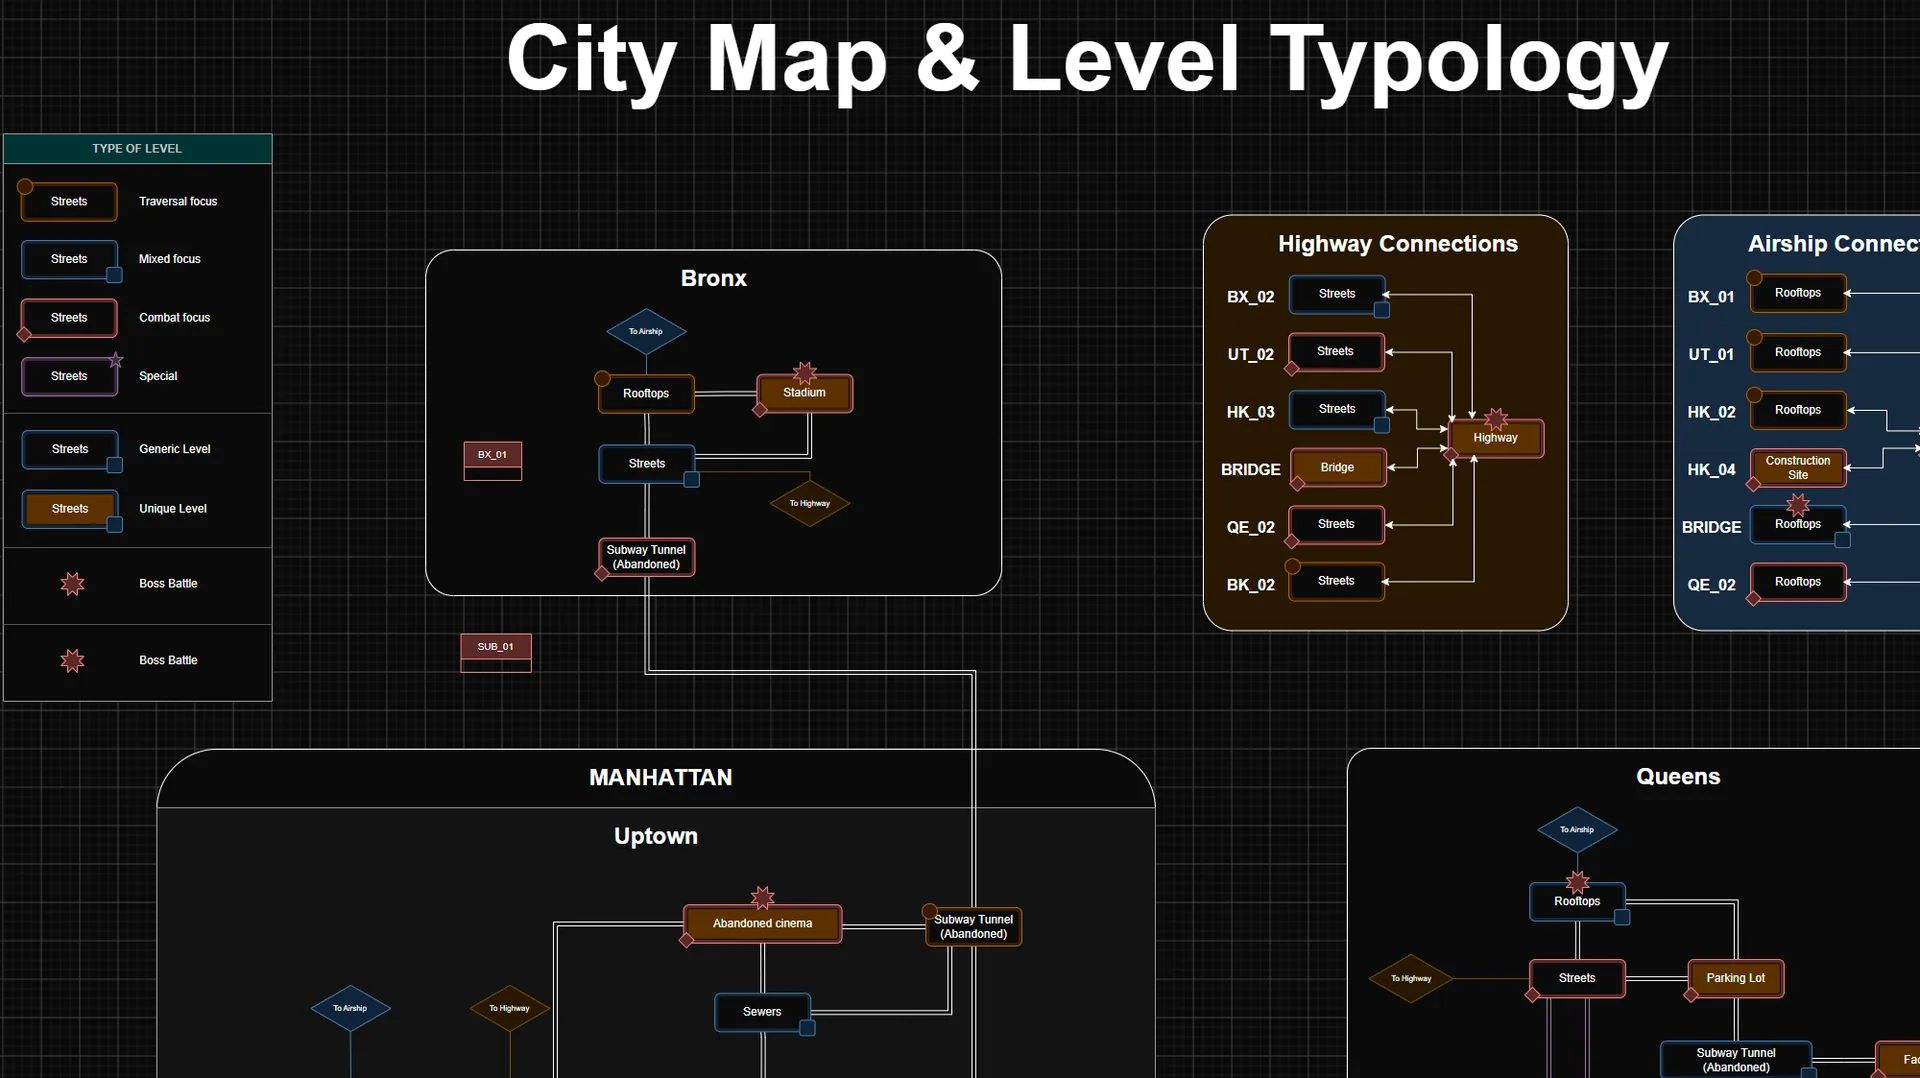 City Map & Level Typology
TYPE OF LEVEL
Streets
Traversal focus
Streets
Mixed focus
Streets
Combat focus
Streets
Special
Streets
Generic Level
Streets
Unique Level
Boss Battle
Boss Battle
Bronx
To Airship
Rooftops
Stadium
Streets
BX_01
To Highway
Subway Tunnel
(Abandoned)
SUB_01
Highway Connections
BX_02
Streets
UT_02
Streets
HK_03
Streets
Highway
BRIDGE
Bridge
QE_02
Streets
BK_02
Streets
Airship Connec
BX_01
Rooftops
UT_01
Rooftops
HK_02
Rooftops
HK_04
Construction
Site
BRIDGE
Rooftops
QE_02
Rooftops
MANHATTAN
Uptown
Abandoned cinema
Subway Tunnel
(Abandoned)
To Airship
To Highway
Sewers
Queens
To Airship
Rooftops
To Highway
Streets
Parking Lot
Subway Tunnel
(Abandoned)